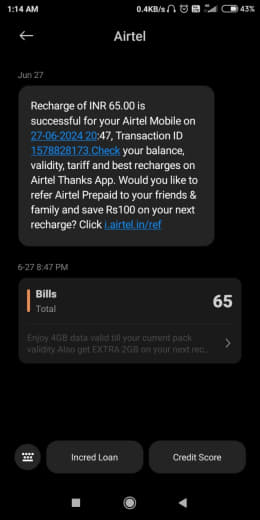 1:14 AM 0.4KB/s 43%
Airtel
Jun 27
Recharge of INR 65.00 is
successful for your Airtel Mobile on
27-06-2024 20:47, Transaction ID
1578828173.Check your balance,
validity, tariff and best recharges on
Airtel Thanks App. Would you like to
refer Airtel Prepaid to your friends &
family and save Rs100 on your next
recharge? Click i.airtel.in/ref
6-27 8:47 PM
Bills
Total
65
Enjoy 4GB data valid till your current pack
validity.Also get EXTRA 2GB on your next rec..
Incred Loan
Credit Score